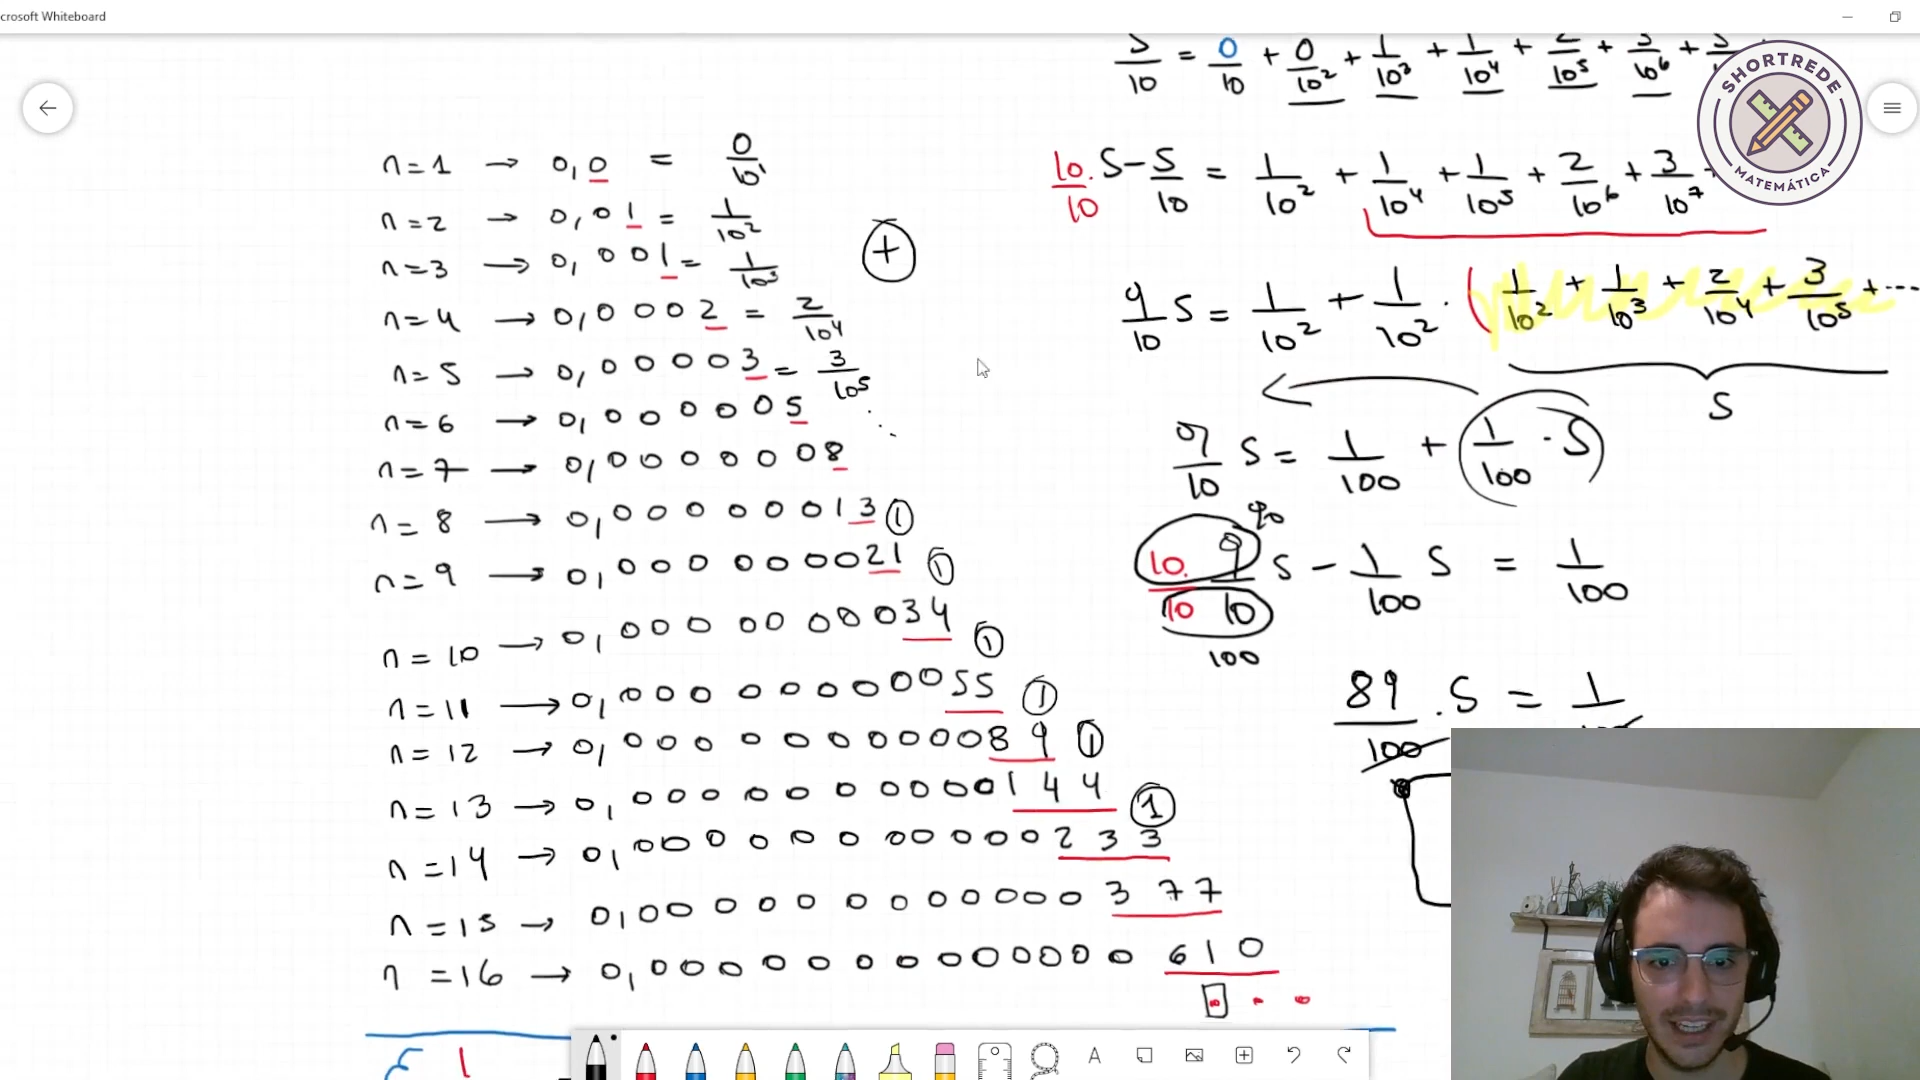 crosoft Whiteboard
SHORTREDE
MATEMÁTICA
n=1 → 0,0 = 0/10¹
n=2 → 0,01 = 1/10²
n=3 → 0,001 = 1/10³
n=4 → 0,0002 = 2/10⁴
n=5 → 0,00003 = 3/10⁵
n=6 → 0,000005
n=7 → 0,0000008
n=8 → 0,00000013 ①
n=9 → 0,000000021 ①
n=10 → 0,0000000034 ①
n=11 → 0,00000000055 ①
n=12 → 0,000000000089 ①
n=13 → 0,0000000000144 ①
n=14 → 0,00000000000233
n=15 → 0,000000000000377
n=16 → 0,0000000000000610
+
/10 = 0/10 + 0/10² + 1/10³ + 1/10⁴ + /10⁵ + /10⁶ +
10/10 · S − S/10 = 1/10² + 1/10⁴ + 1/10⁵ + 2/10⁶ + 3/10⁷
9/10 S = 1/10² + 1/10² · ( 1/10² + 1/10³ + 2/10⁴ + 3/10⁵ + ...
S
9/10 S = 1/100 + 1/100 · S
90
10·9/10 10 S − 1/100 S = 1/100
100
89/100 · S = 1
A